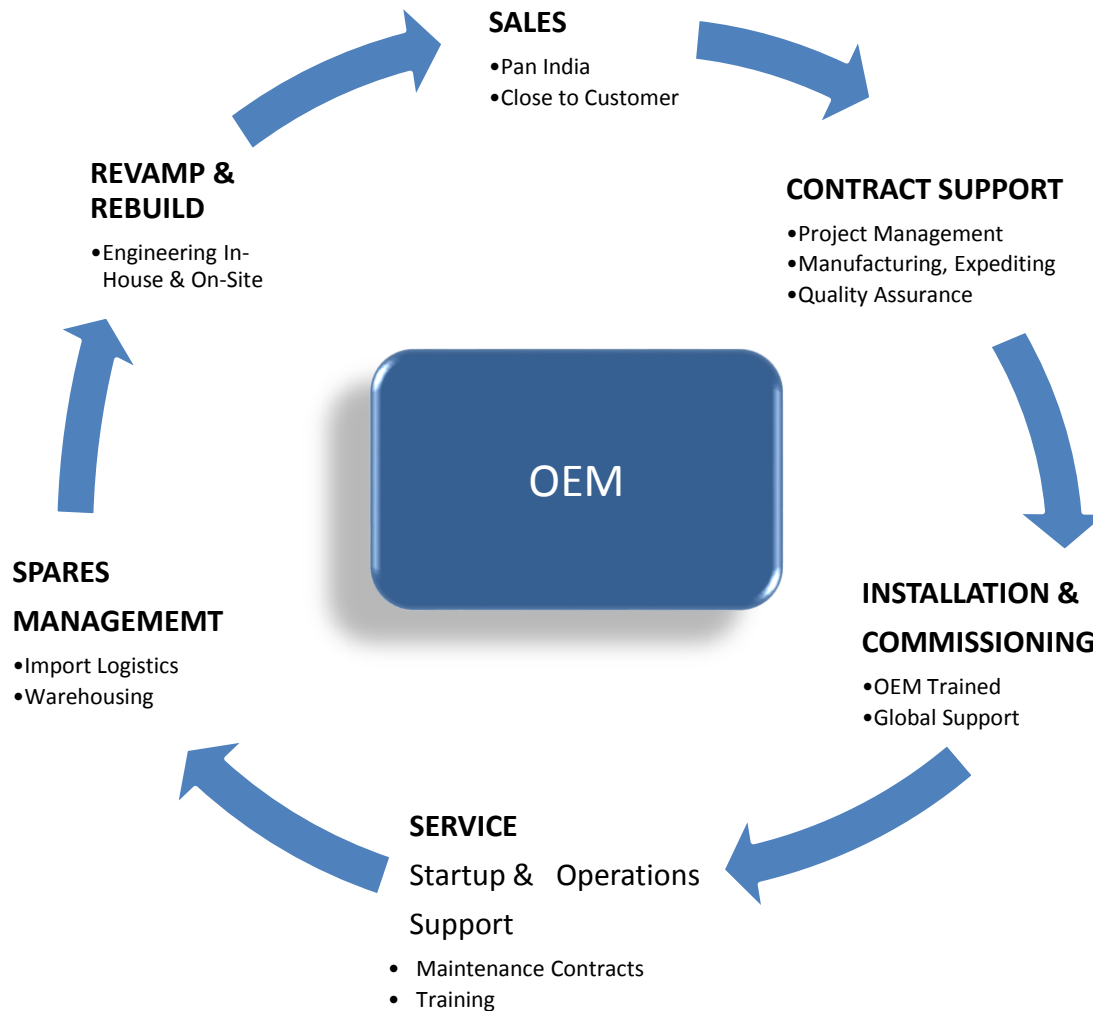 SALES
•Pan India
•Close to Customer
CONTRACT SUPPORT
•Project Management
•Manufacturing, Expediting
•Quality Assurance
INSTALLATION &
COMMISSIONING
•OEM Trained
•Global Support
SERVICE
Startup & Operations
Support
• Maintenance Contracts
• Training
SPARES
MANAGEMEMT
•Import Logistics
•Warehousing
REVAMP &
REBUILD
•Engineering In-
House & On-Site
OEM